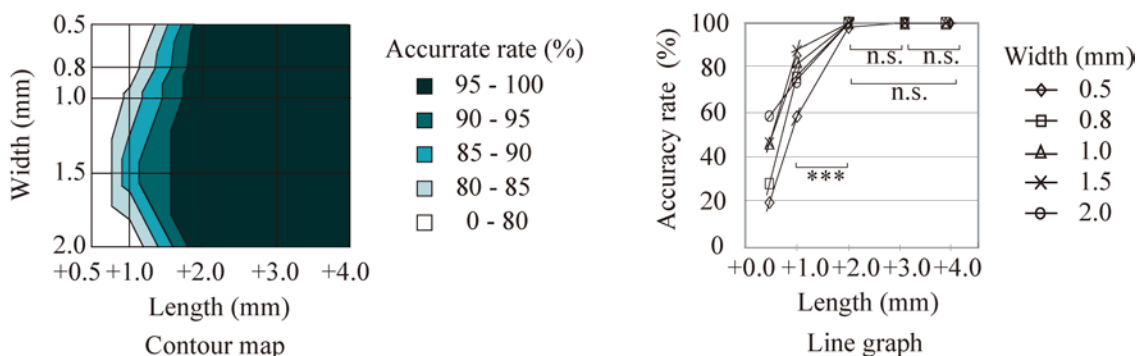 0.5
0.8
1.0
1.5
2.0
Width (mm)
+0.5 +1.0 +2.0 +3.0 +4.0
Length (mm)
Contour map
Accurrate rate (%)
95 - 100
90 - 95
85 - 90
80 - 85
0 - 80
100
80
60
40
20
0
Accuracy rate (%)
n.s. n.s.
n.s.
***
+0.0 +1.0 +2.0 +3.0 +4.0
Length (mm)
Line graph
Width (mm)
0.5
0.8
1.0
1.5
2.0